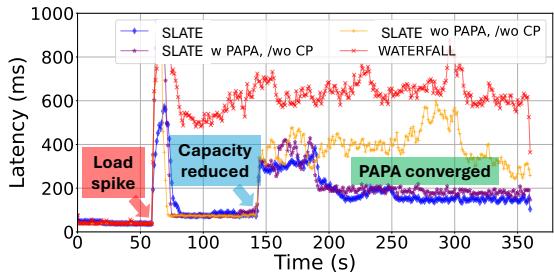 1000
800
600
400
200
0
Latency (ms)
SLATE
SLATE w PAPA, /wo CP
SLATE wo PAPA, /wo CP
WATERFALL
Load
spike
Capacity
reduced
PAPA converged
0 50 100 150 200 250 300 350
Time (s)